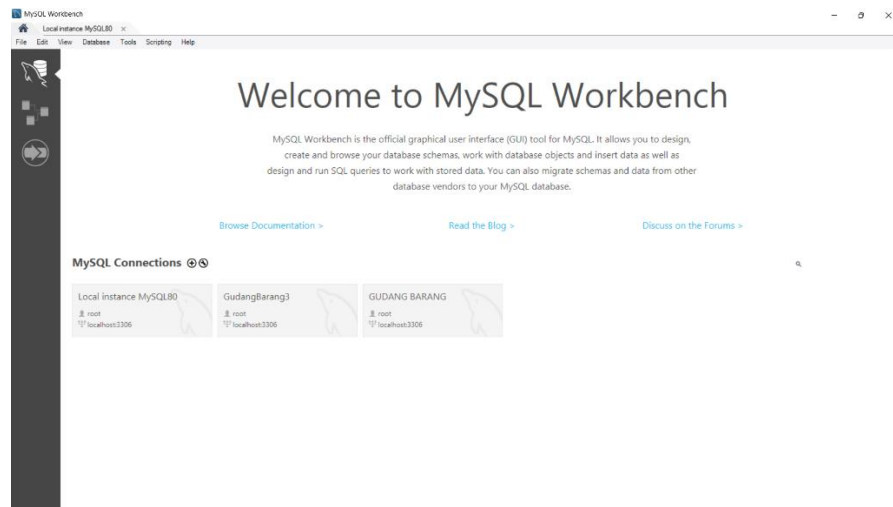 MySQL Workbench
Local instance MySQL80 ×
File Edit View Database Tools Scripting Help
Welcome to MySQL Workbench
MySQL Workbench is the official graphical user interface (GUI) tool for MySQL. It allows you to design,
create and browse your database schemas, work with database objects and insert data as well as
design and run SQL queries to work with stored data. You can also migrate schemas and data from other
database vendors to your MySQL database.
Browse Documentation > Read the Blog > Discuss on the Forums >
MySQL Connections
Local instance MySQL80 GudangBarang3 GUDANG BARANG
root root root
localhost:3306 localhost:3306 localhost:3306